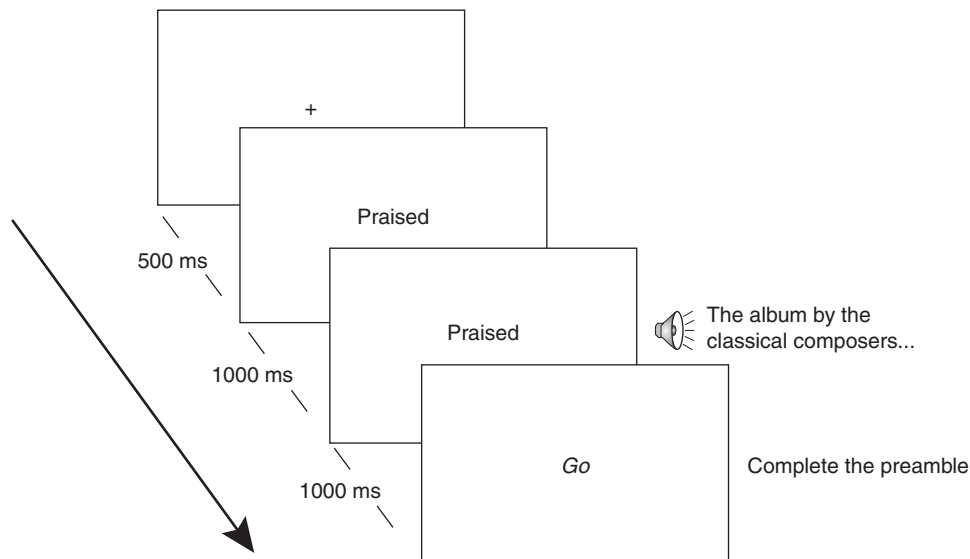 +
Praised
500 ms
Praised
The album by the
classical composers...
1000 ms
Go
Complete the preamble
1000 ms